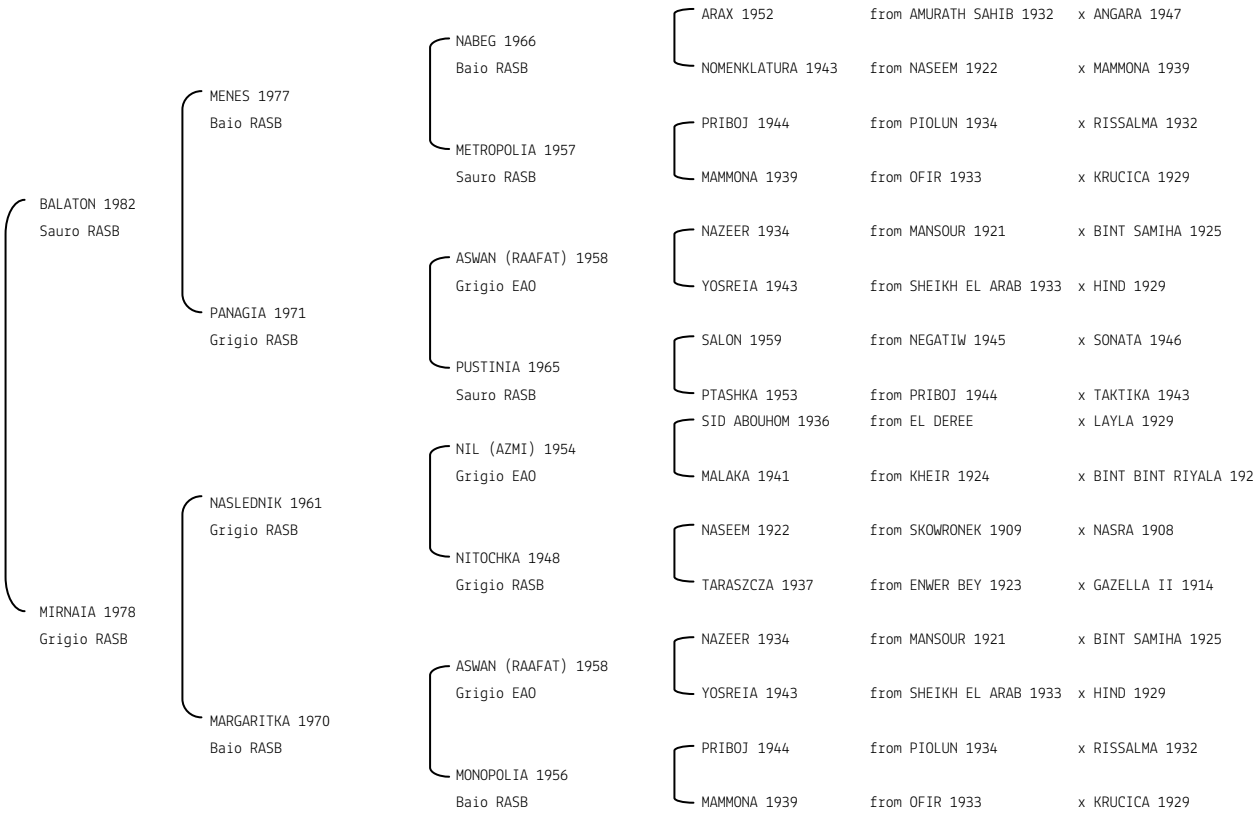 ARAX 1952 from AMURATH SAHIB 1932 x ANGARA 1947
NABEG 1966
Baio RASB
NOMENKLATURA 1943 from NASEEM 1922 x MAMMONA 1939
MENES 1977
Baio RASB
PRIBOJ 1944 from PIOLUN 1934 x RISSALMA 1932
METROPOLIA 1957
Sauro RASB
MAMMONA 1939 from OFIR 1933 x KRUCICA 1929
BALATON 1982
Sauro RASB
NAZEER 1934 from MANSOUR 1921 x BINT SAMIHA 1925
ASWAN (RAAFAT) 1958
Grigio EAO
YOSREIA 1943 from SHEIKH EL ARAB 1933 x HIND 1929
PANAGIA 1971
Grigio RASB
SALON 1959 from NEGATIW 1945 x SONATA 1946
PUSTINIA 1965
Sauro RASB
PTASHKA 1953 from PRIBOJ 1944 x TAKTIKA 1943
SID ABOUHOM 1936 from EL DEREE x LAYLA 1929
NIL (AZMI) 1954
Grigio EAO
MALAKA 1941 from KHEIR 1924 x BINT BINT RIYALA 192
NASLEDNIK 1961
Grigio RASB
NASEEM 1922 from SKOWRONEK 1909 x NASRA 1908
NITOCHKA 1948
Grigio RASB
TARASZCZA 1937 from ENWER BEY 1923 x GAZELLA II 1914
MIRNAIA 1978
Grigio RASB
NAZEER 1934 from MANSOUR 1921 x BINT SAMIHA 1925
ASWAN (RAAFAT) 1958
Grigio EAO
YOSREIA 1943 from SHEIKH EL ARAB 1933 x HIND 1929
MARGARITKA 1970
Baio RASB
PRIBOJ 1944 from PIOLUN 1934 x RISSALMA 1932
MONOPOLIA 1956
Baio RASB
MAMMONA 1939 from OFIR 1933 x KRUCICA 1929